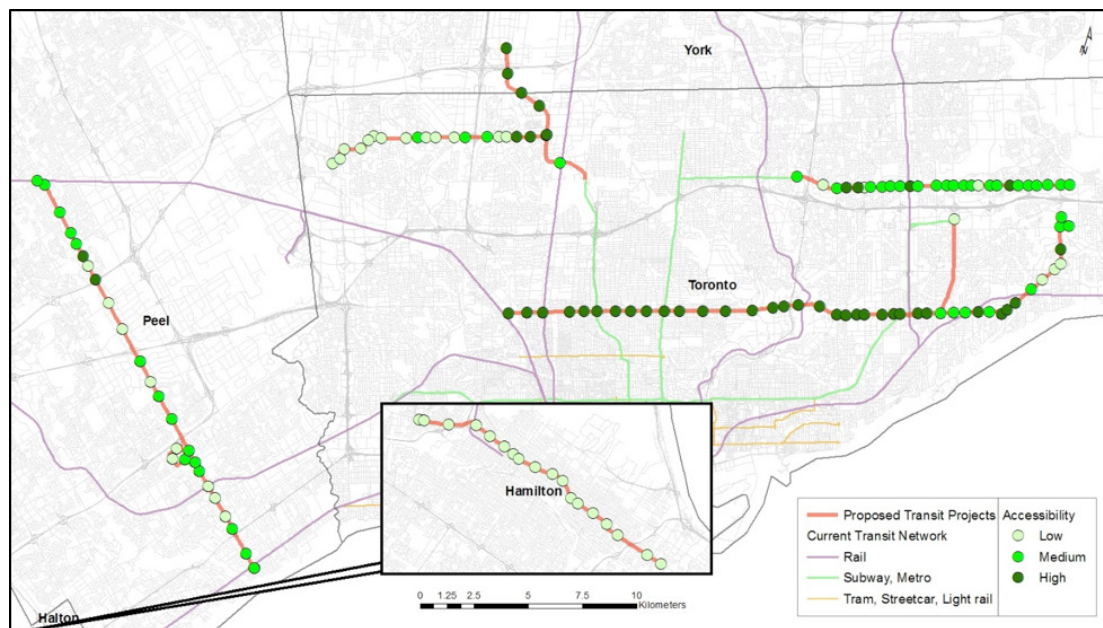 York
N
Toronto
Peel
Hamilton
Halton
Proposed Transit Projects
Current Transit Network
Rail
Subway, Metro
Tram, Streetcar, Light rail
Accessibility
Low
Medium
High
0 1.25 2.5 5 7.5 10
Kilometers